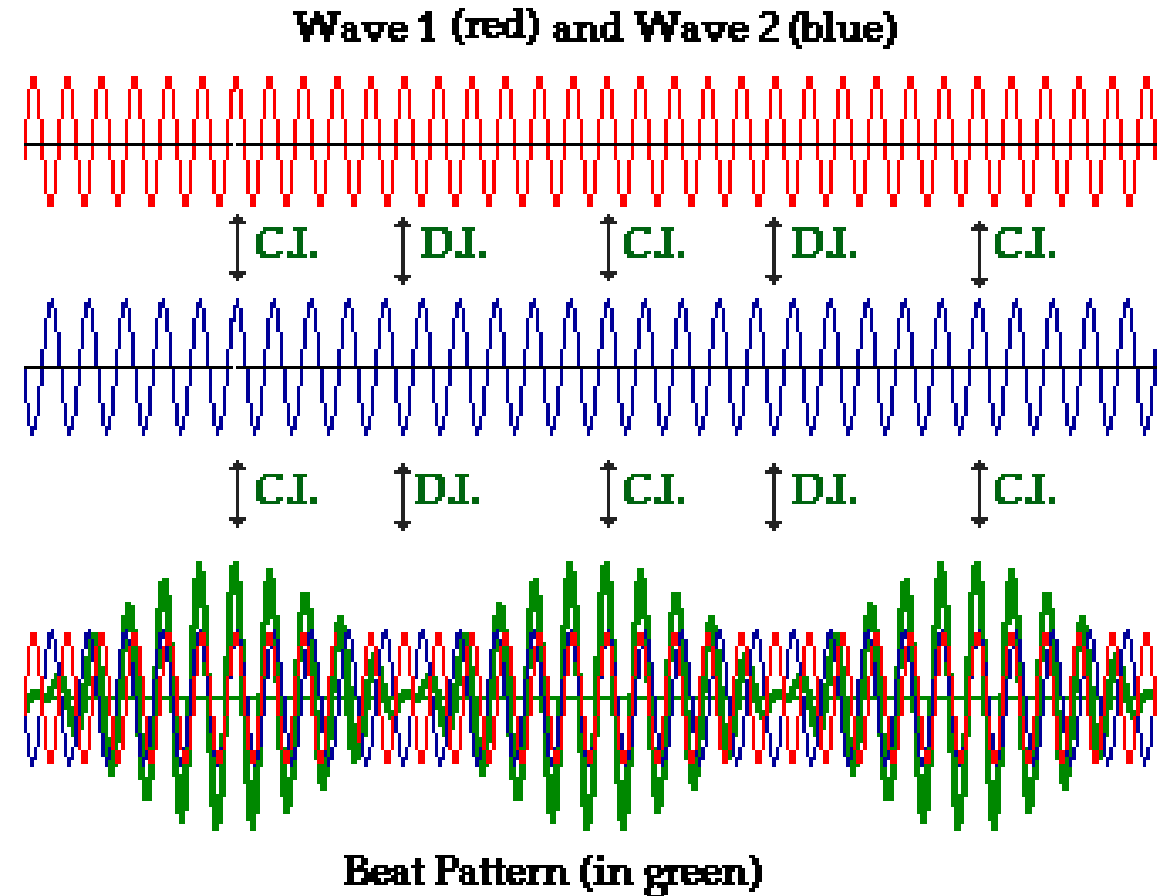 Wave 1 (red) and Wave 2 (blue)
C.I. D.I. C.I. D.I. C.I.
C.I. D.I. C.I. D.I. C.I.
Beat Pattern (in green)